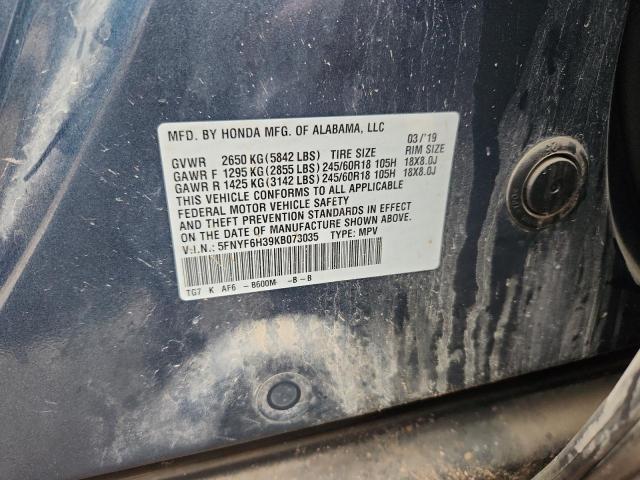 MFD. BY HONDA MFG. OF ALABAMA, LLC 03/'19
GVWR 2650 KG (5842 LBS) TIRE SIZE RIM SIZE
GAWR F 1295 KG (2855 LBS) 245/60R18 105H 18X8.0J
GAWR R 1425 KG (3142 LBS) 245/60R18 105H 18X8.0J
THIS VEHICLE CONFORMS TO ALL APPLICABLE
FEDERAL MOTOR VEHICLE SAFETY
AND THEFT PREVENTION STANDARDS IN EFFECT
ON THE DATE OF MANUFACTURE SHOWN ABOVE.
V.I.N.: 5FNYF6H39KB073035 TYPE: MPV
TG7 K AF6 - B600M -B -B